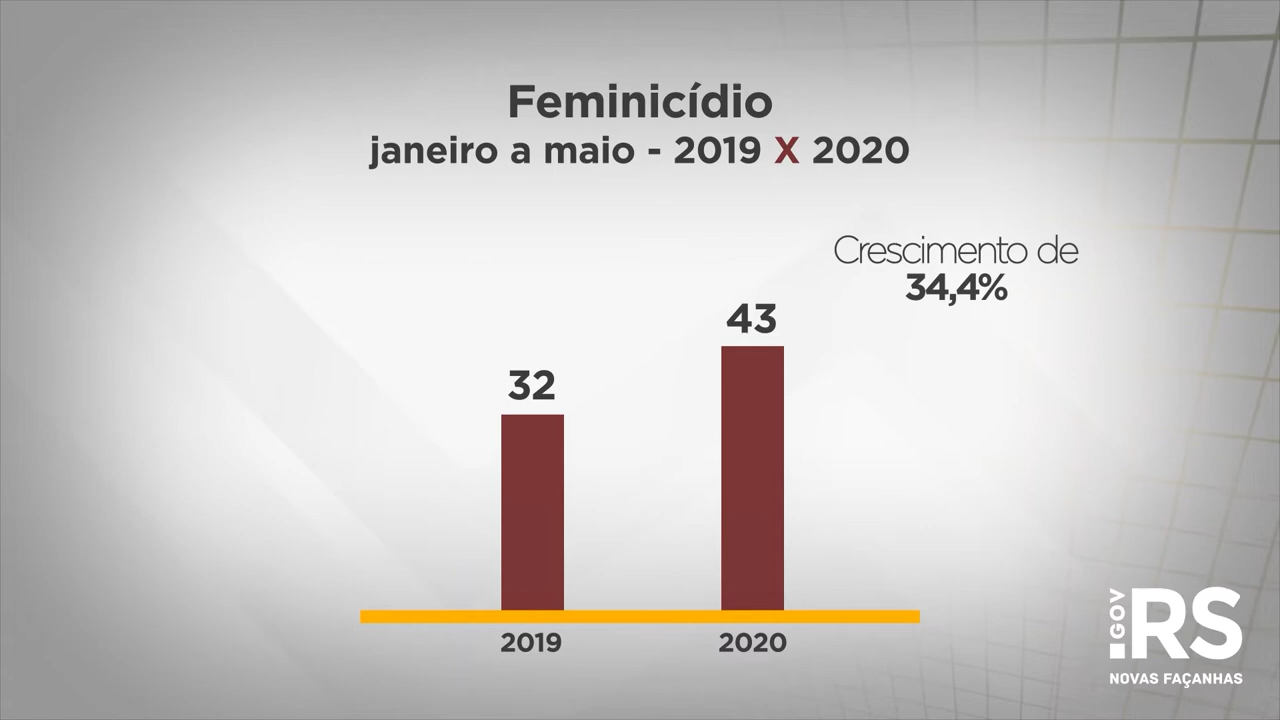 Feminicídio
janeiro a maio - 2019 X 2020
Crescimento de
34,4%
43
32
2019
2020
.GOV
RS
NOVAS FAÇANHAS